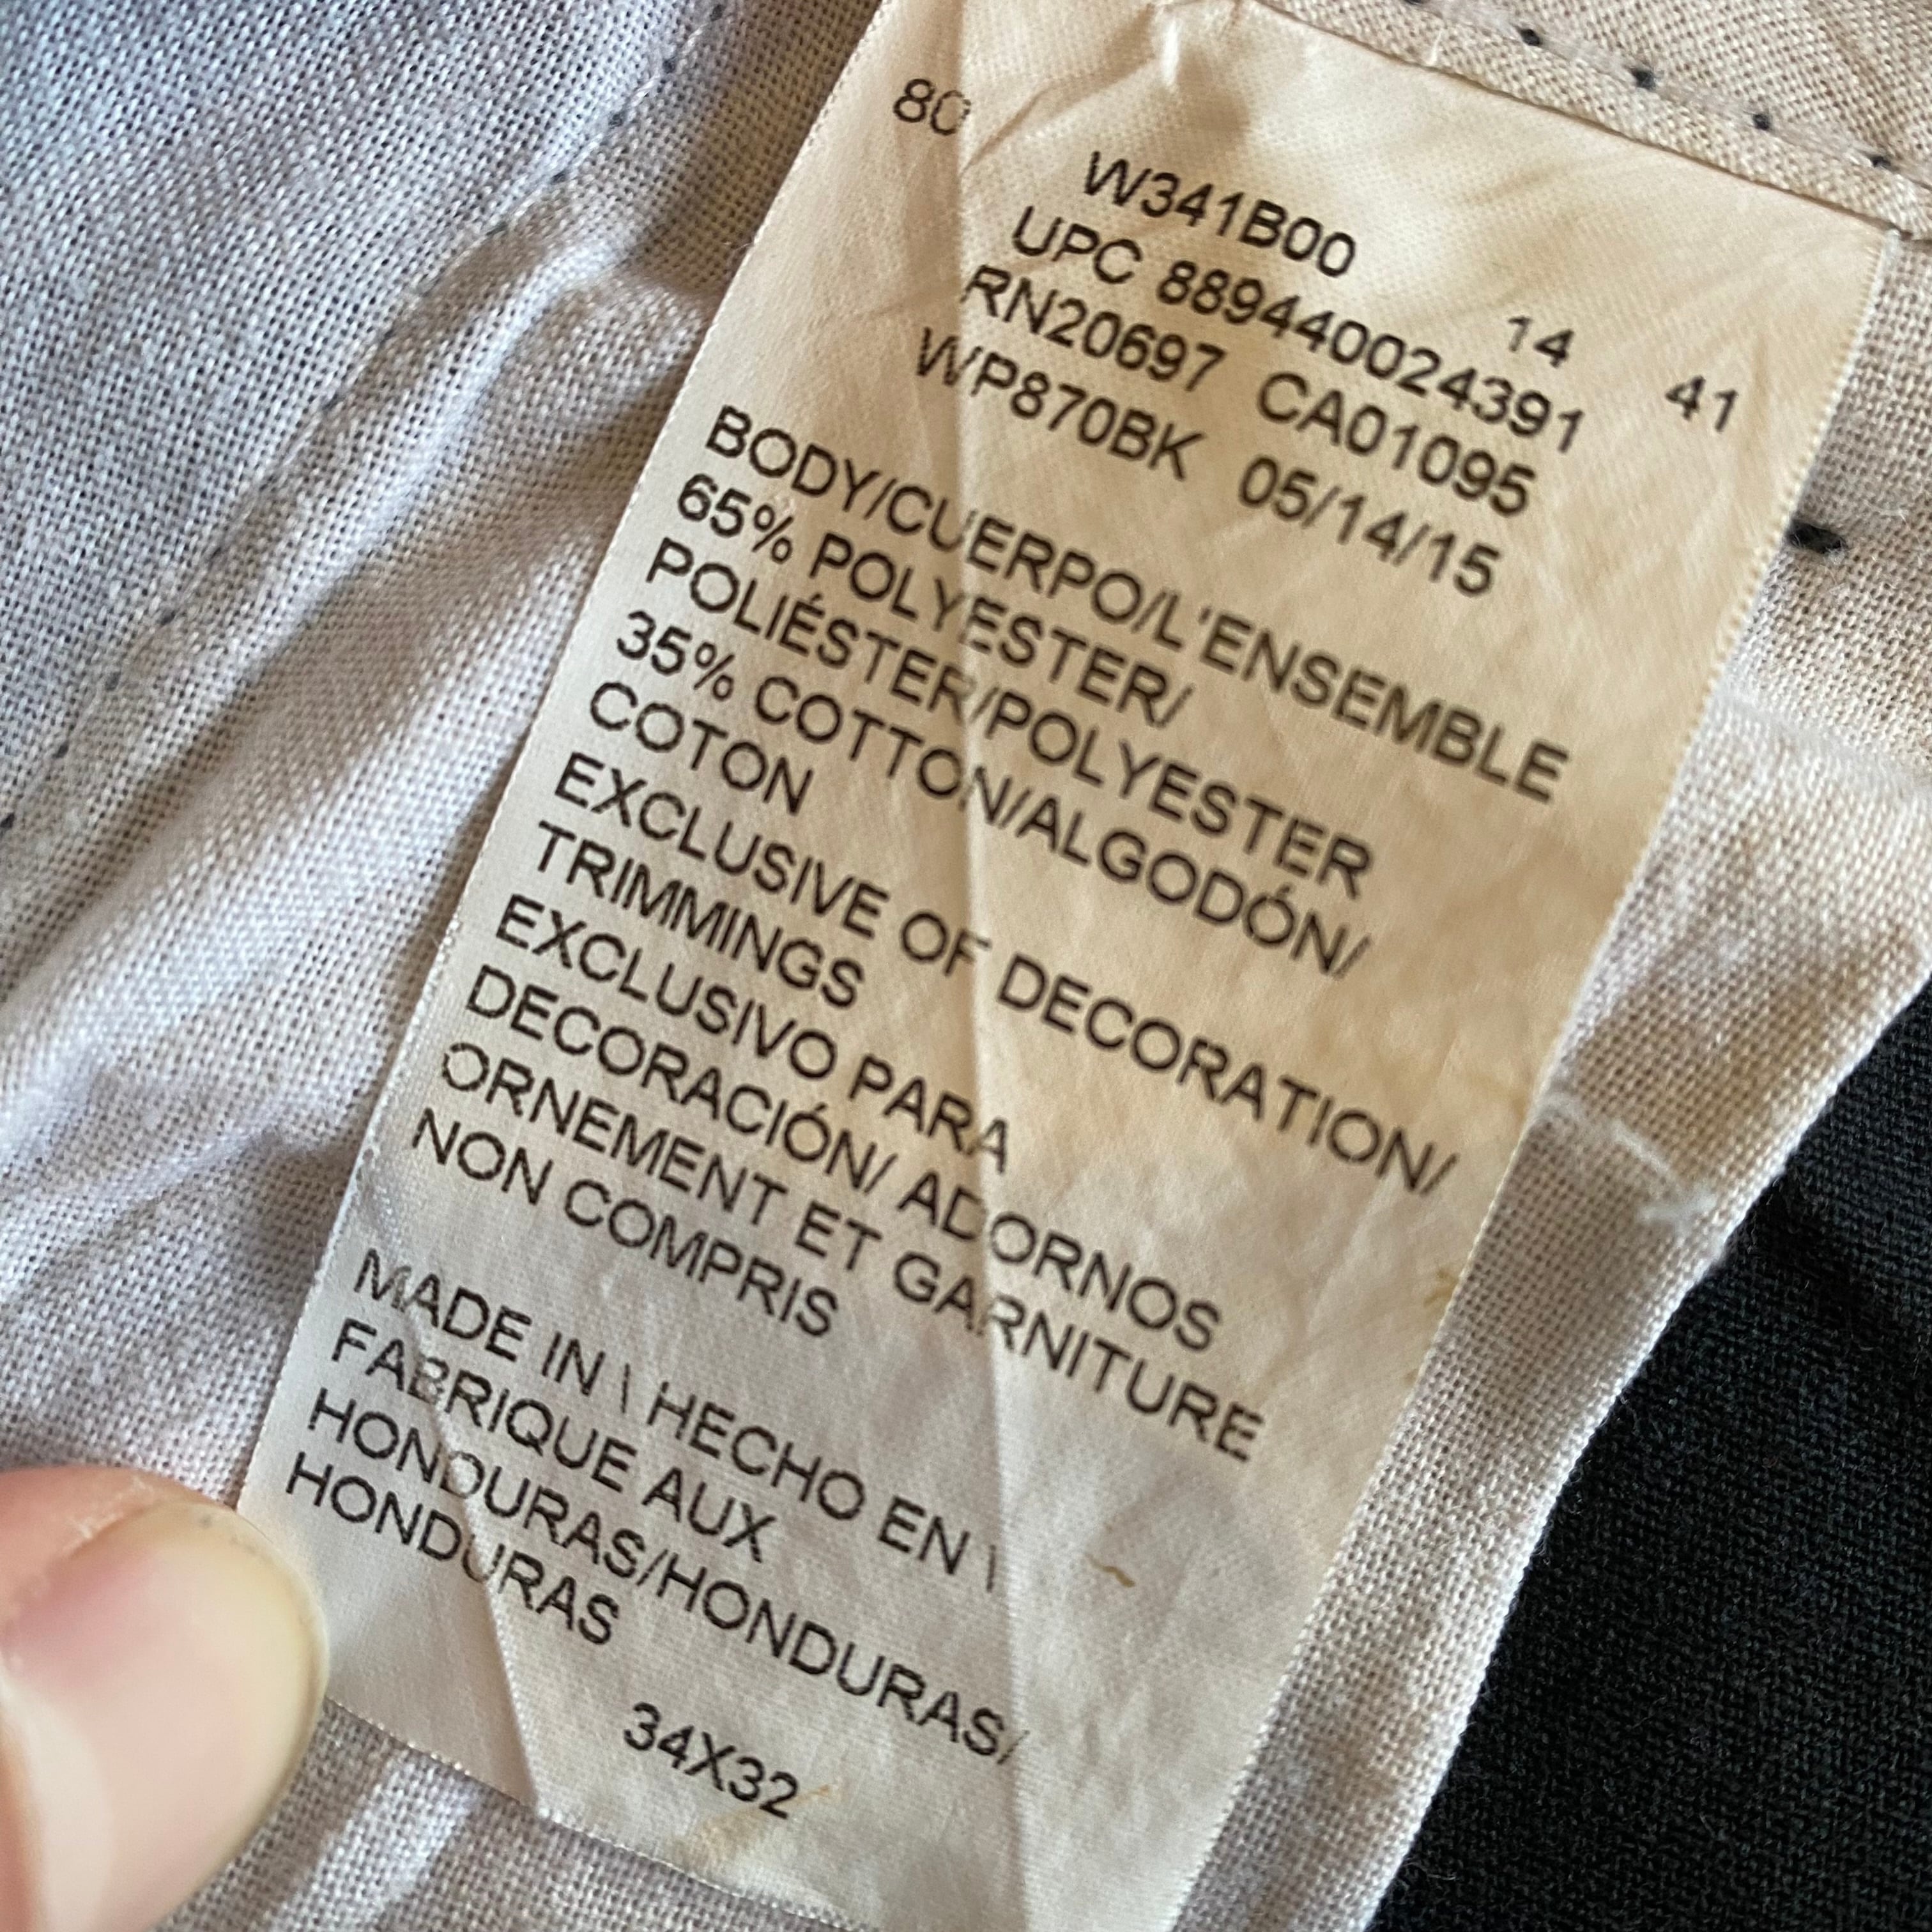 80
W341B00
14 41
UPC 889440024391
RN20697 CA01095
WP870BK 05/14/15
BODY/CUERPO/L'ENSEMBLE
65% POLYESTER/
POLIÉSTER/POLYESTER
35% COTTON/ALGODÓN/
COTON
EXCLUSIVE OF DECORATION/
TRIMMINGS
EXCLUSIVO PARA
DECORACIÓN/ ADORNOS
ORNEMENT ET GARNITURE
NON COMPRIS
MADE IN \ HECHO EN \
FABRIQUE AUX
HONDURAS/HONDURAS/
HONDURAS
34X32